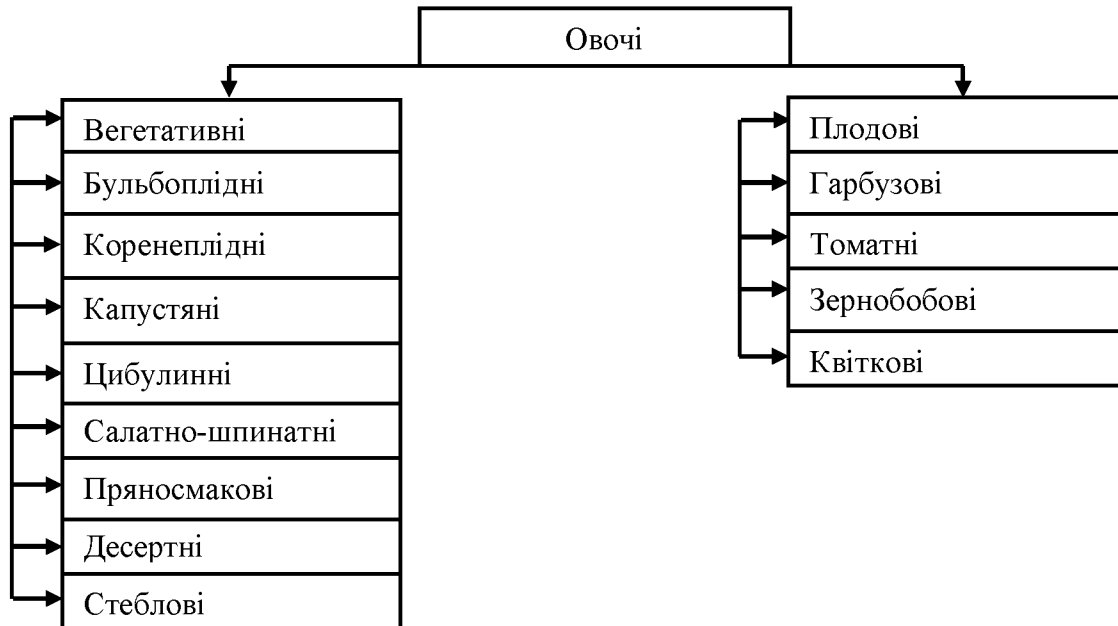 Овочі
Вегетативні
Бульбоплідні
Коренеплідні
Капустяні
Цибулинні
Салатно-шпинатні
Пряносмакові
Десертні
Стеблові
Плодові
Гарбузові
Томатні
Зернобобові
Квіткові